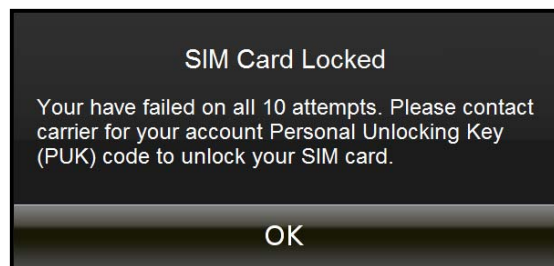 SIM Card Locked
Your have failed on all 10 attempts. Please contact
carrier for your account Personal Unlocking Key
(PUK) code to unlock your SIM card.
OK